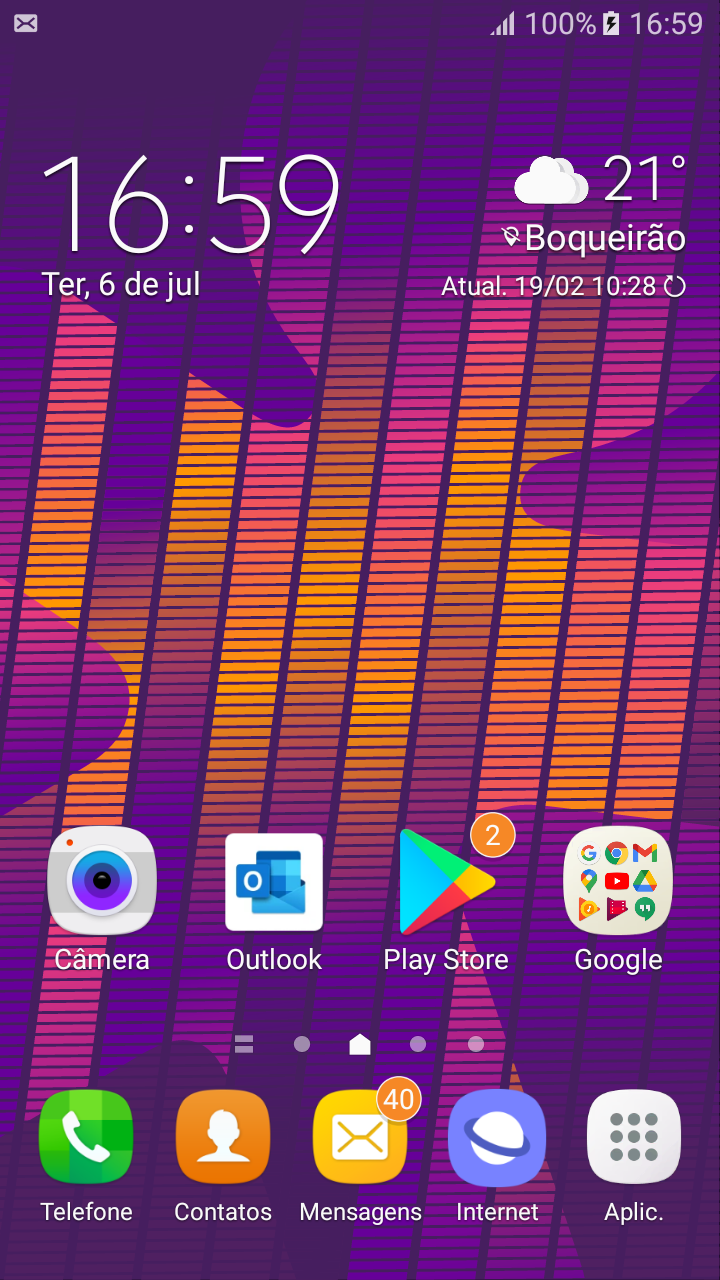 100% 16:59
16:59
21°
Boqueirão
Ter, 6 de jul
Atual. 19/02 10:28
2
Câmera
Outlook
Play Store
Google
40
Telefone
Contatos
Mensagens
Internet
Aplic.